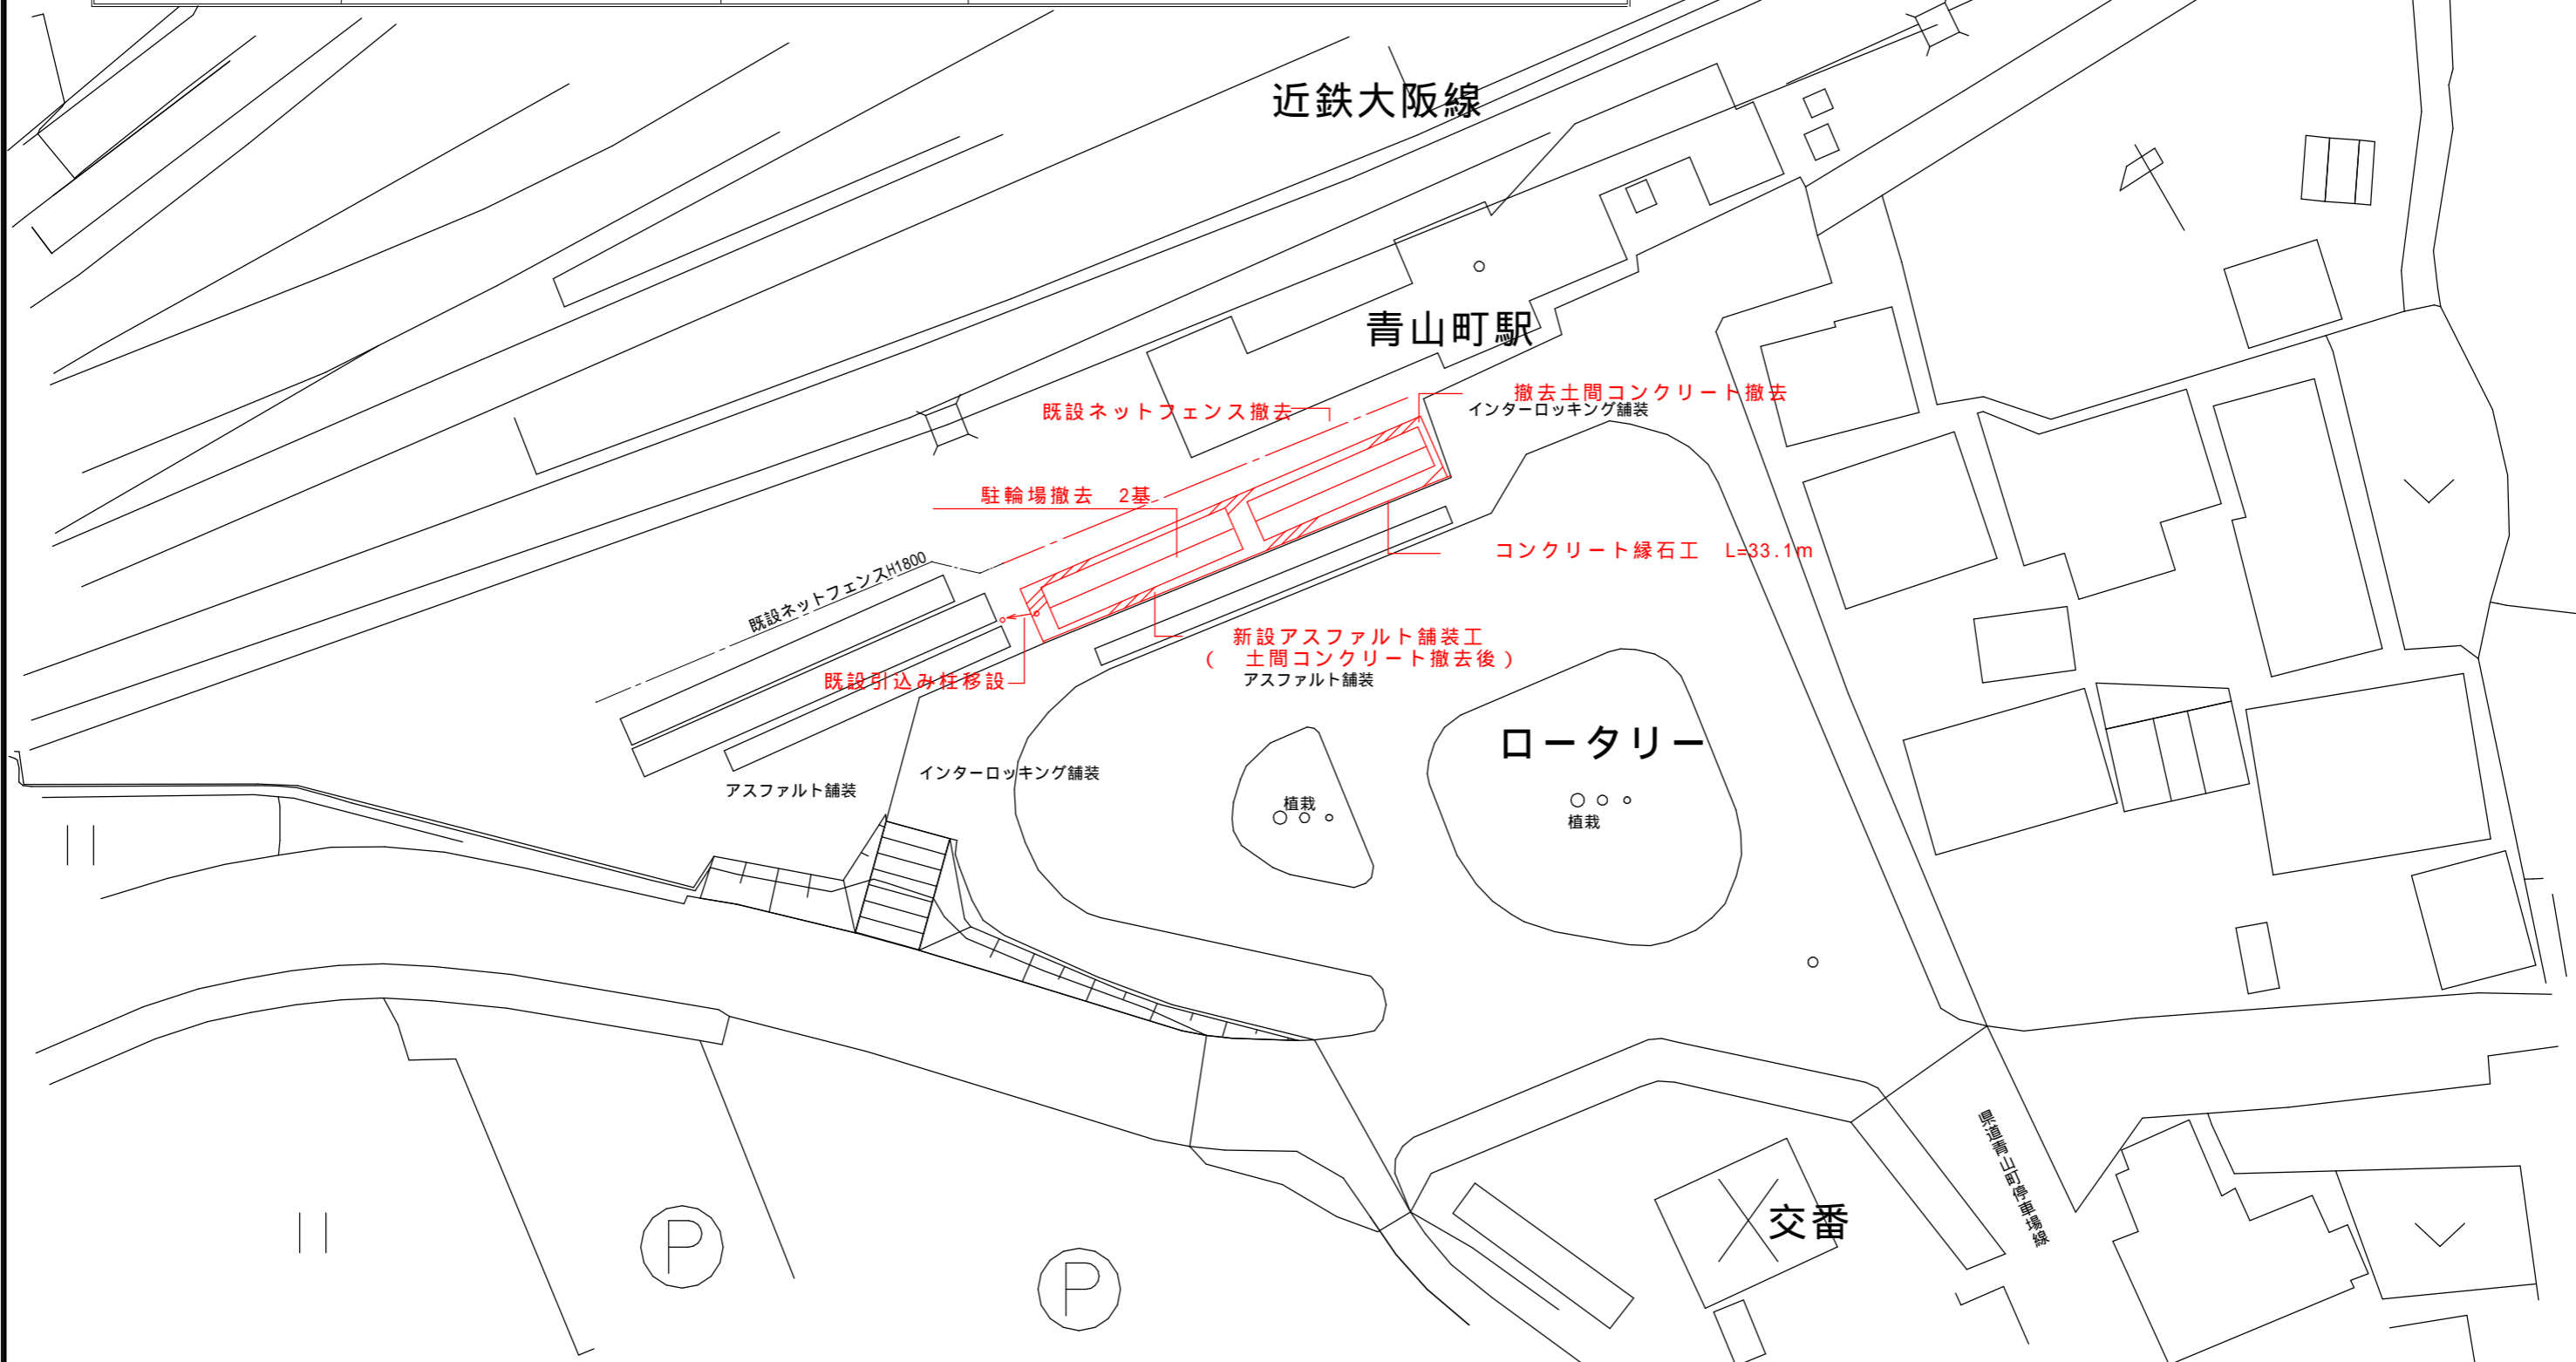 近鉄大阪線
青山町駅
撤去土間コンクリート撤去
既設ネットフェンス撤去
インターロッキング舗装
駐輪場撤去　2基
コンクリート縁石工　L=33.1m
既設ネットフェンスH1800
新設アスファルト舗装工
(　土間コンクリート撤去後)
アスファルト舗装
既設引込み柱移設
ロータリー
インターロッキング舗装
アスファルト舗装
植栽
植栽
県道青山町停車場線
交番
P
P